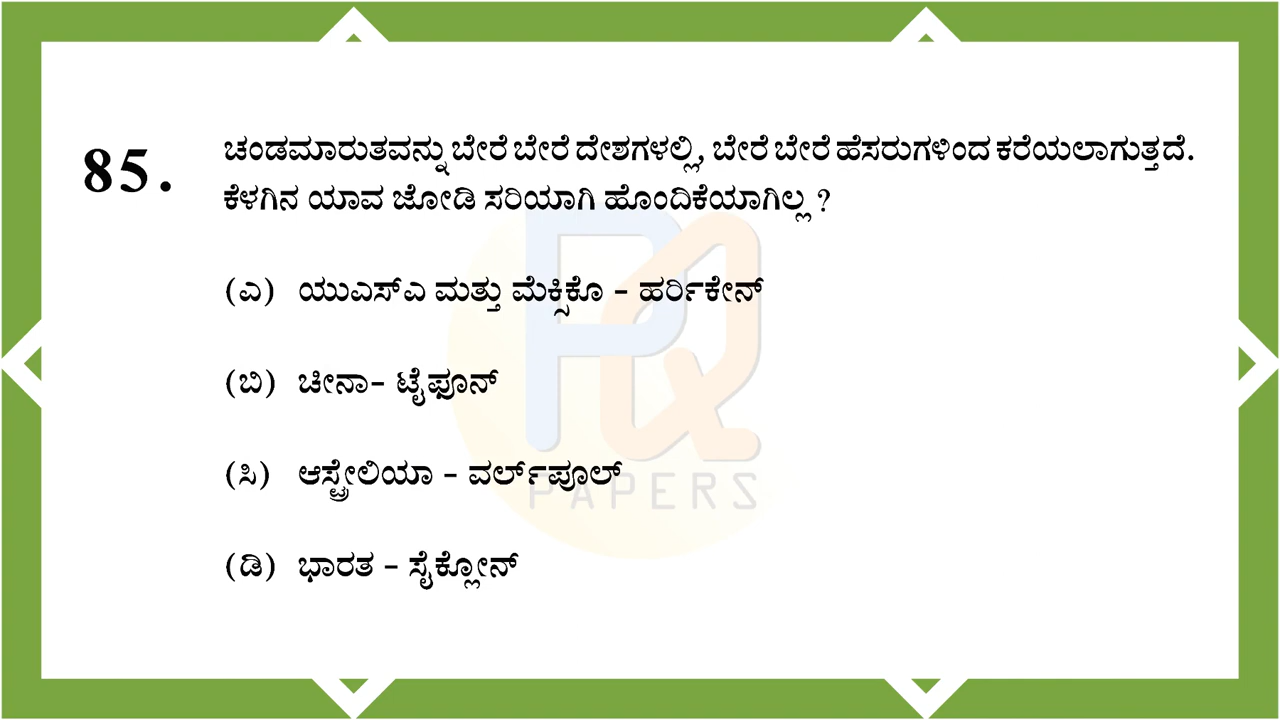 85. ಚಂಡಮಾರುತವನ್ನು ಬೇರೆ ಬೇರೆ ದೇಶಗಳಲ್ಲಿ, ಬೇರೆ ಬೇರೆ ಹೆಸರುಗಳಿಂದ ಕರೆಯಲಾಗುತ್ತದೆ.
ಕೆಳಗಿನ ಯಾವ ಜೋಡಿ ಸರಿಯಾಗಿ ಹೊಂದಿಕೆಯಾಗಿಲ್ಲ ?
(ಎ) ಯುಎಸ್ಎ ಮತ್ತು ಮೆಕ್ಸಿಕೊ - ಹರ್ರಿಕೇನ್
(ಬಿ) ಚೀನಾ- ಟೈಫೂನ್
(ಸಿ) ಆಸ್ಟ್ರೇಲಿಯಾ - ವರ್ಲ್‌ಪೂಲ್
PAPERS
(ಡಿ) ಭಾರತ - ಸೈಕ್ಲೋನ್